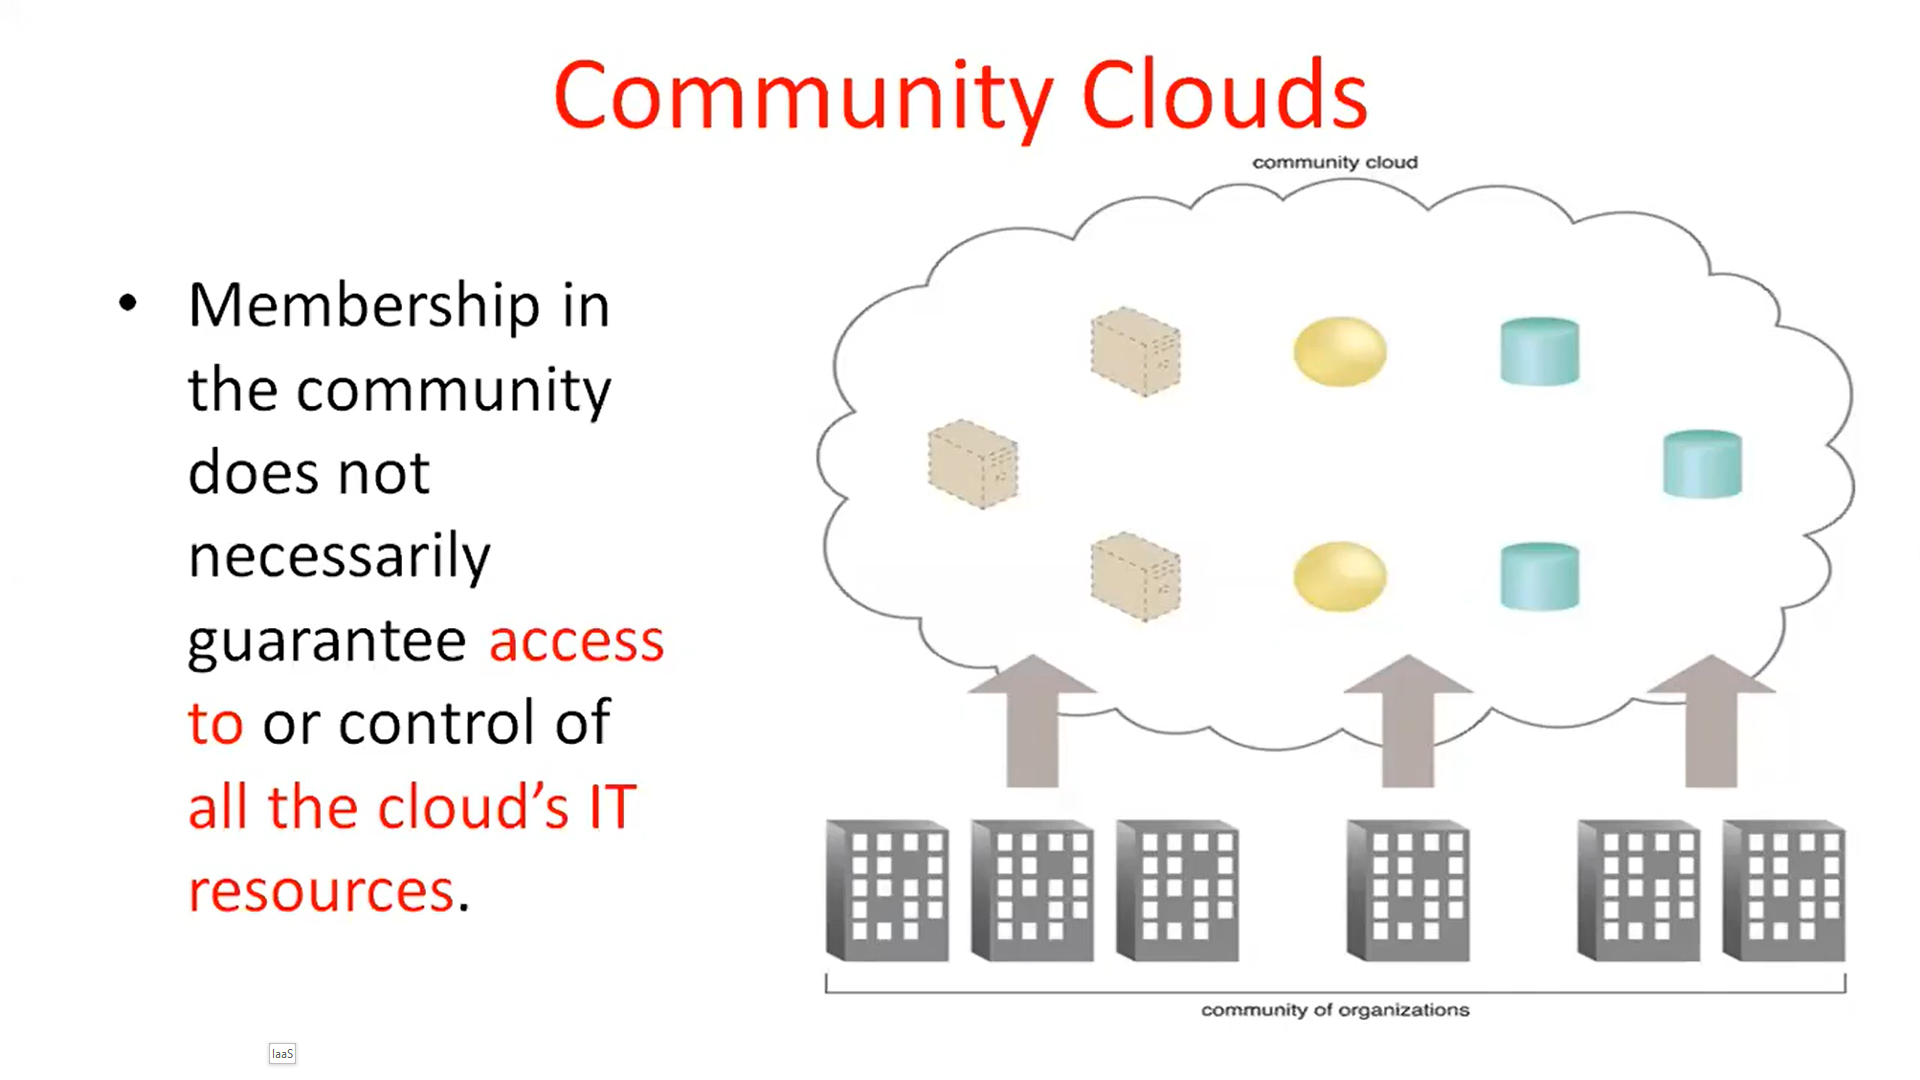 Community Clouds
community cloud
• Membership in
the community
does not
necessarily
guarantee access
to or control of
all the cloud’s IT
resources.
community of organizations
IaaS